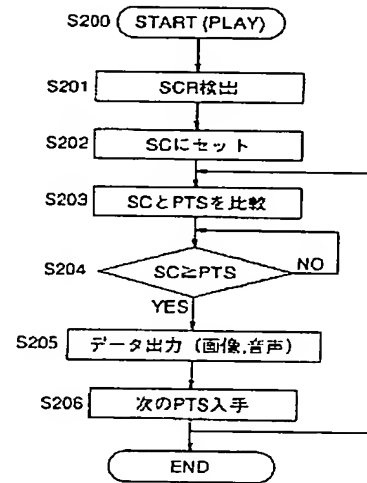 S200 START (PLAY)
S201 SCR検出
S202 SCにセット
S203 SCとPTSを比較
S204 SC≧PTS NO
YES
S205 データ出力 (画像,音声)
S206 次のPTS入手
END